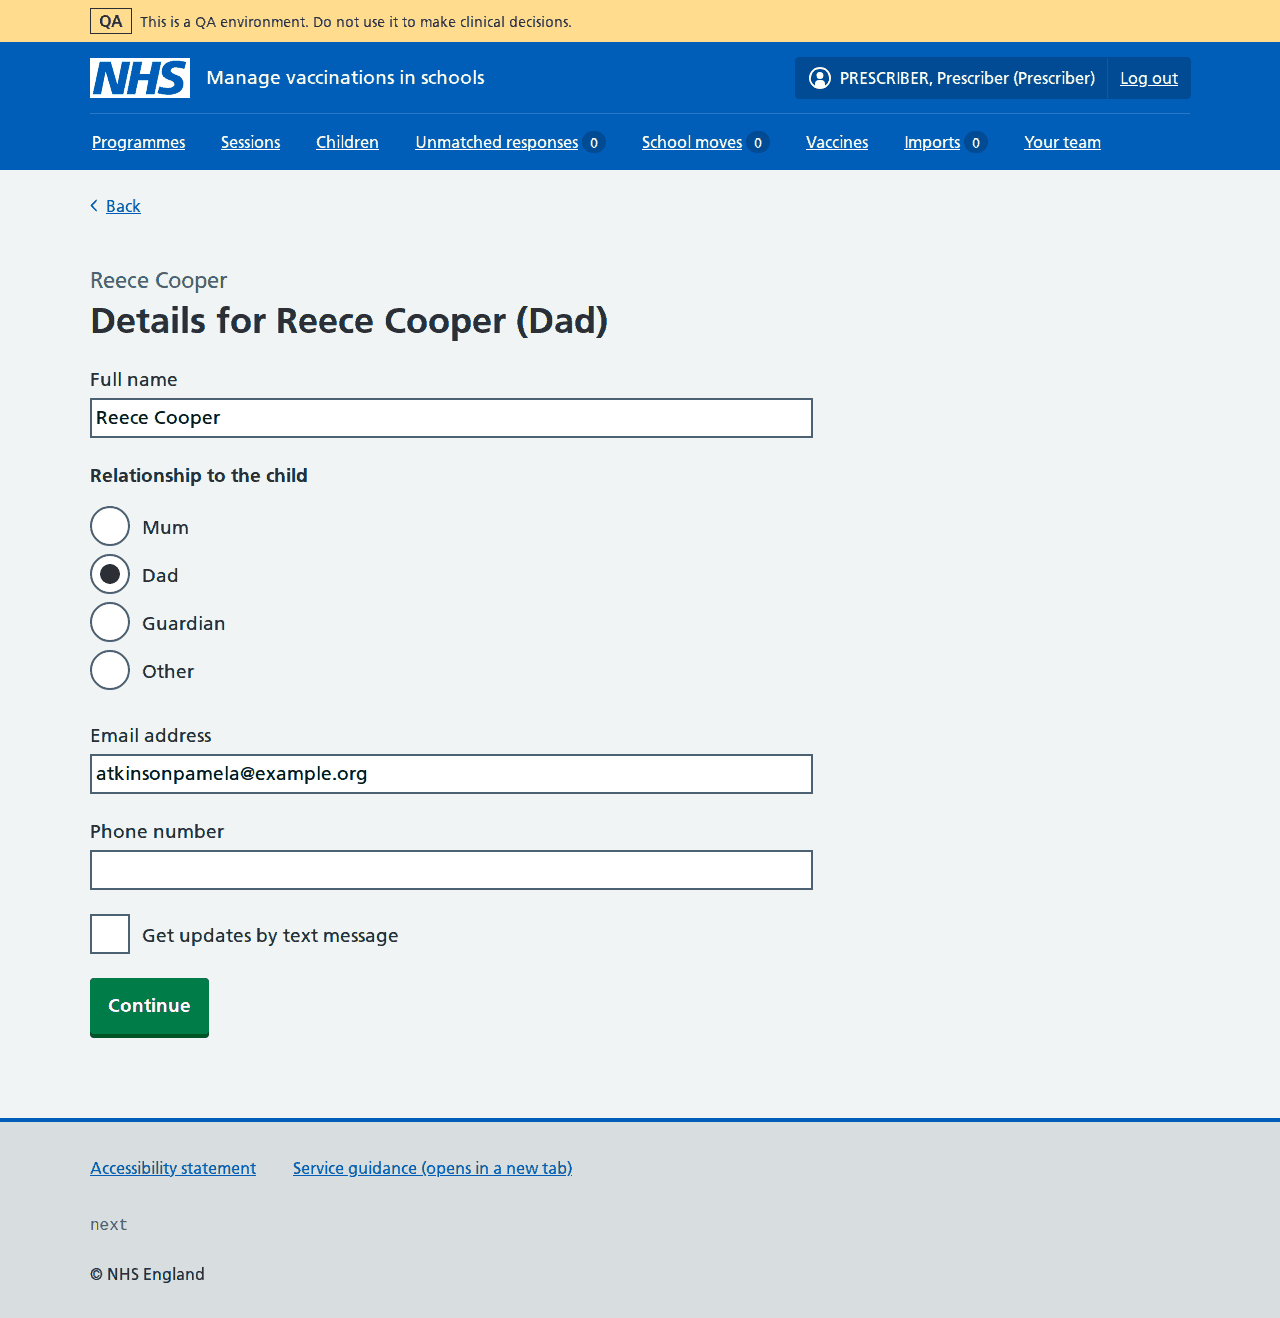 QA This is a QA environment. Do not use it to make clinical decisions.
NHS Manage vaccinations in schools PRESCRIBER, Prescriber (Prescriber) Log out
Programmes Sessions Children Unmatched responses 0 School moves 0 Vaccines Imports 0 Your team
Back
Reece Cooper
Details for Reece Cooper (Dad)
Full name
Reece Cooper
Relationship to the child
Mum
Dad
Guardian
Other
Email address
atkinsonpamela@example.org
Phone number
Get updates by text message
Continue
Accessibility statement Service guidance (opens in a new tab)
next
© NHS England